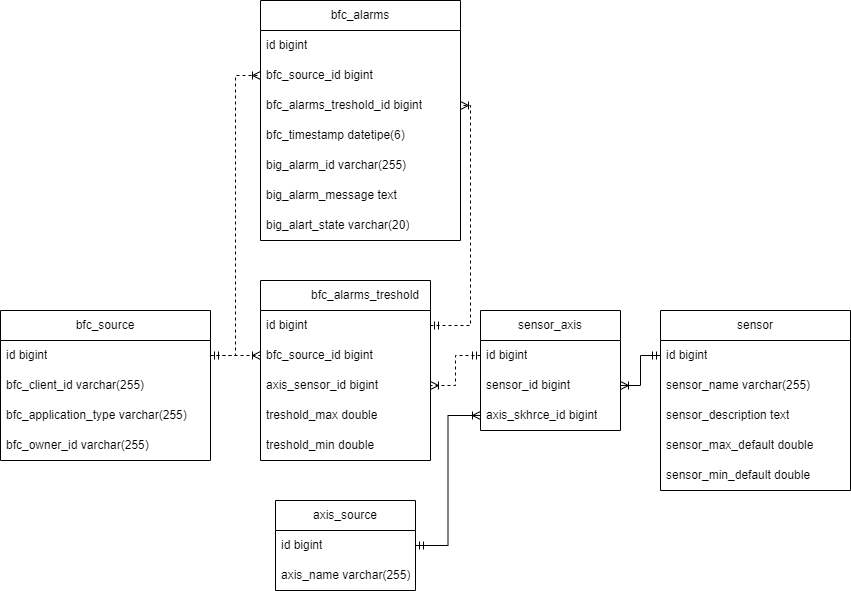 bfc_alarms
id bigint
bfc_source_id bigint
bfc_alarms_treshold_id bigint
bfc_timestamp datetipe(6)
big_alarm_id varchar(255)
big_alarm_message text
big_alart_state varchar(20)
bfc_source
id bigint
bfc_client_id varchar(255)
bfc_application_type varchar(255)
bfc_owner_id varchar(255)
bfc_alarms_treshold
id bigint
bfc_source_id bigint
axis_sensor_id bigint
treshold_max double
treshold_min double
sensor_axis
id bigint
sensor_id bigint
axis_skhrce_id bigint
sensor
id bigint
sensor_name varchar(255)
sensor_description text
sensor_max_default double
sensor_min_default double
axis_source
id bigint
axis_name varchar(255)